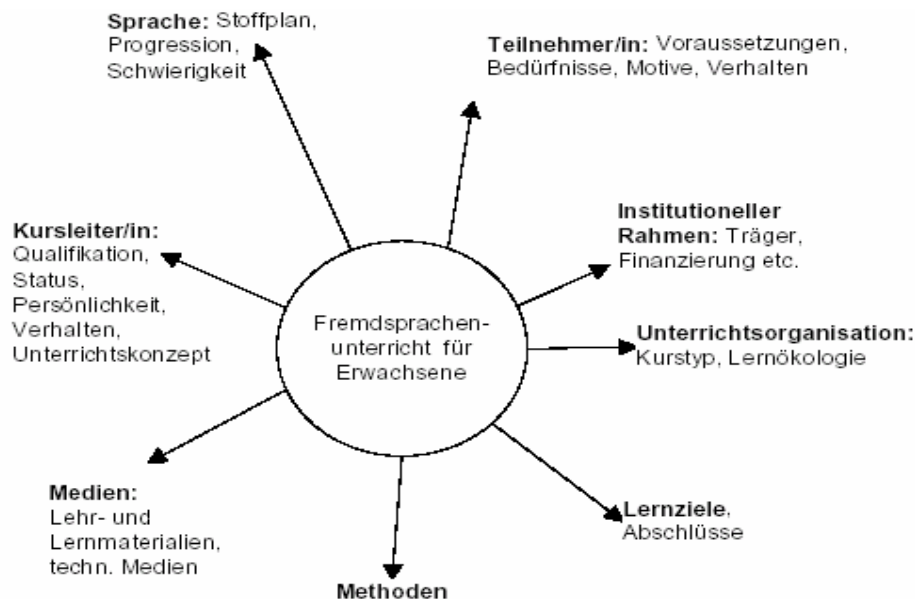 Sprache: Stoffplan,
Progression,
Schwierigkeit
Teilnehmer/in: Voraussetzungen,
Bedürfnisse, Motive, Verhalten
Institutioneller
Rahmen: Träger,
Finanzierung etc.
Unterrichtsorganisation:
Kurstyp, Lernökologie
Lernziele,
Abschlüsse
Methoden
Medien:
Lehr- und
Lernmaterialien,
techn. Medien
Kursleiter/in:
Qualifikation,
Status,
Persönlichkeit,
Verhalten,
Unterrichtskonzept
Fremdsprachen-
unterricht für
Erwachsene